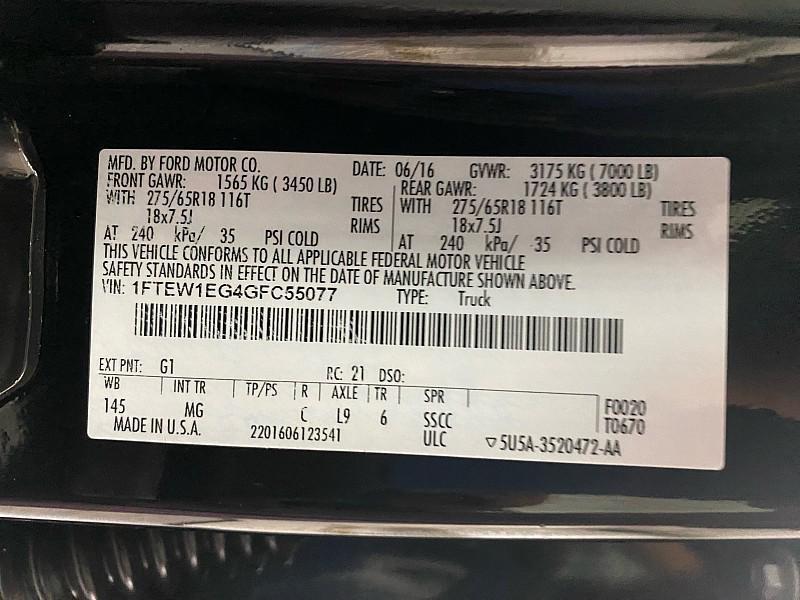 MFD. BY FORD MOTOR CO. DATE: 06/16 GVWR: 3175 KG ( 7000 LB)
FRONT GAWR: 1565 KG ( 3450 LB) REAR GAWR: 1724 KG ( 3800 LB)
WITH 275/65R18 116T TIRES WITH 275/65R18 116T TIRES
18x7.5J RIMS 18x7.5J RIMS
AT 240 kPa/ 35 PSI COLD AT 240 kPa/ 35 PSI COLD
THIS VEHICLE CONFORMS TO ALL APPLICABLE FEDERAL MOTOR VEHICLE
SAFETY STANDARDS IN EFFECT ON THE DATE OF MANUFACTURE SHOWN ABOVE.
VIN: 1FTEW1EG4GFC55077 TYPE: Truck
EXT PNT: G1 RC: 21 DSO:
WB INT TR TP/PS R AXLE TR SPR F0020
145 MG C L9 6 SSCC T0670
MADE IN U.S.A. 2201606123541 ULC ▽5U5A-3520472-AA